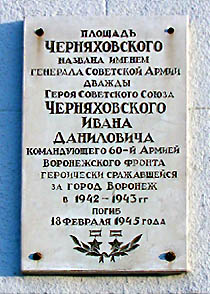 ПЛОЩАДЬ
ЧЕРНЯХОВСКОГО
НАЗВАНА ИМЕНЕМ
ГЕНЕРАЛА СОВЕТСКОЙ АРМИИ
ДВАЖДЫ
ГЕРОЯ СОВЕТСКОГО СОЮЗА
ЧЕРНЯХОВСКОГО
ИВАНА
ДАНИЛОВИЧА
КОМАНДУЮЩЕГО 60-Й АРМИЕЙ
ВОРОНЕЖСКОГО ФРОНТА
ГЕРОИЧЕСКИ СРАЖАВШЕЙСЯ
ЗА ГОРОД ВОРОНЕЖ
В 1942-1943 ГГ
ПОГИБ
18 ФЕВРАЛЯ 1945 ГОДА